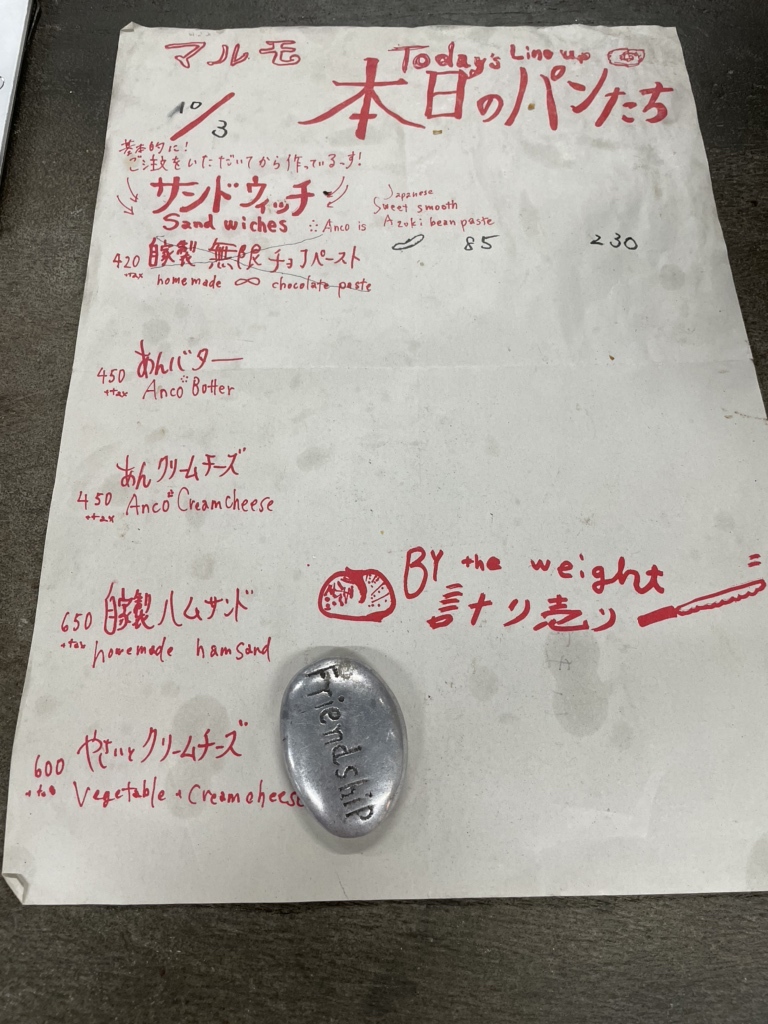 マルモ
Today's Line up
10/3
本日のパンたち
基本的に!
ご注文をいただいてから作っているっす!
サンドウィッチ
Sand wiches
∴Anco is
Japanese
Sweet smooth
Azuki bean paste
420 自家製 無限 チョコペースト
+tax homemade ∞ chocolate paste
85 230
450 あんバター
+tax Anco Botter
450 あんクリームチーズ
+tax Anco Creamcheese
BY the weight
計り売り
650 自家製 ハムサンド
+tax homemade hamsand
600 やさいとクリームチーズ
Vegetable + Creamcheese
Friendship